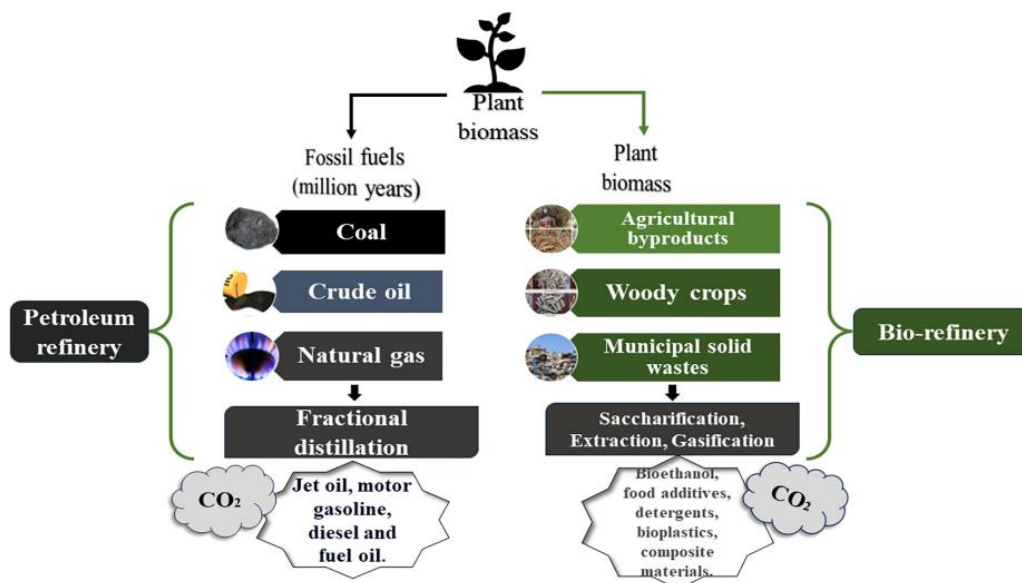 Plant
biomass
Fossil fuels
(million years)
Plant
biomass
Coal
Crude oil
Natural gas
Agricultural
byproducts
Woody crops
Municipal solid
wastes
Petroleum
refinery
Bio-refinery
Fractional
distillation
Saccharification,
Extraction, Gasification
CO₂
Jet oil, motor
gasoline,
diesel and
fuel oil.
Bioethanol,
food additives,
detergents,
bioplastics,
composite
materials.
CO₂